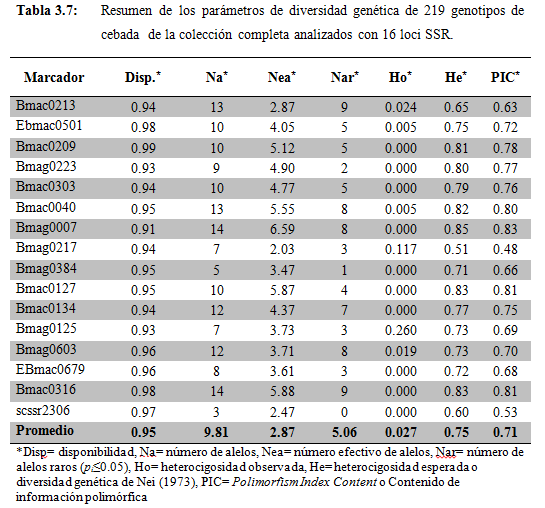 Tabla 3.7: Resumen de los parámetros de diversidad genética de 219 genotipos de
cebada de la colección completa analizados con 16 loci SSR.
Marcador Disp.* Na* Nea* Nar* Ho* He* PIC*
Bmac0213 0.94 13 2.87 9 0.024 0.65 0.63
Ebmac0501 0.98 10 4.05 5 0.005 0.75 0.72
Bmac0209 0.99 10 5.12 5 0.000 0.81 0.78
Bmag0223 0.93 9 4.90 2 0.000 0.80 0.77
Bmac0303 0.94 10 4.77 5 0.000 0.79 0.76
Bmac0040 0.95 13 5.55 8 0.005 0.82 0.80
Bmag0007 0.91 14 6.59 8 0.000 0.85 0.83
Bmag0217 0.94 7 2.03 3 0.117 0.51 0.48
Bmag0384 0.95 5 3.47 1 0.000 0.71 0.66
Bmac0127 0.95 10 5.87 4 0.000 0.83 0.81
Bmac0134 0.94 12 4.37 7 0.000 0.77 0.75
Bmag0125 0.93 7 3.73 3 0.260 0.73 0.69
Bmag0603 0.96 12 3.71 8 0.019 0.73 0.70
EBmac0679 0.96 8 3.61 3 0.000 0.72 0.68
Bmac0316 0.98 14 5.88 9 0.000 0.83 0.81
scssr2306 0.97 3 2.47 0 0.000 0.60 0.53
Promedio 0.95 9.81 2.87 5.06 0.027 0.75 0.71
*Disp= disponibilidad, Na= número de alelos, Nea= número efectivo de alelos, Nar= número de
alelos raros (p≤0.05), Ho= heterocigosidad observada, He= heterocigosidad esperada o
diversidad genética de Nei (1973), PIC= Polimorfism Index Content o Contenido de
información polimórfica